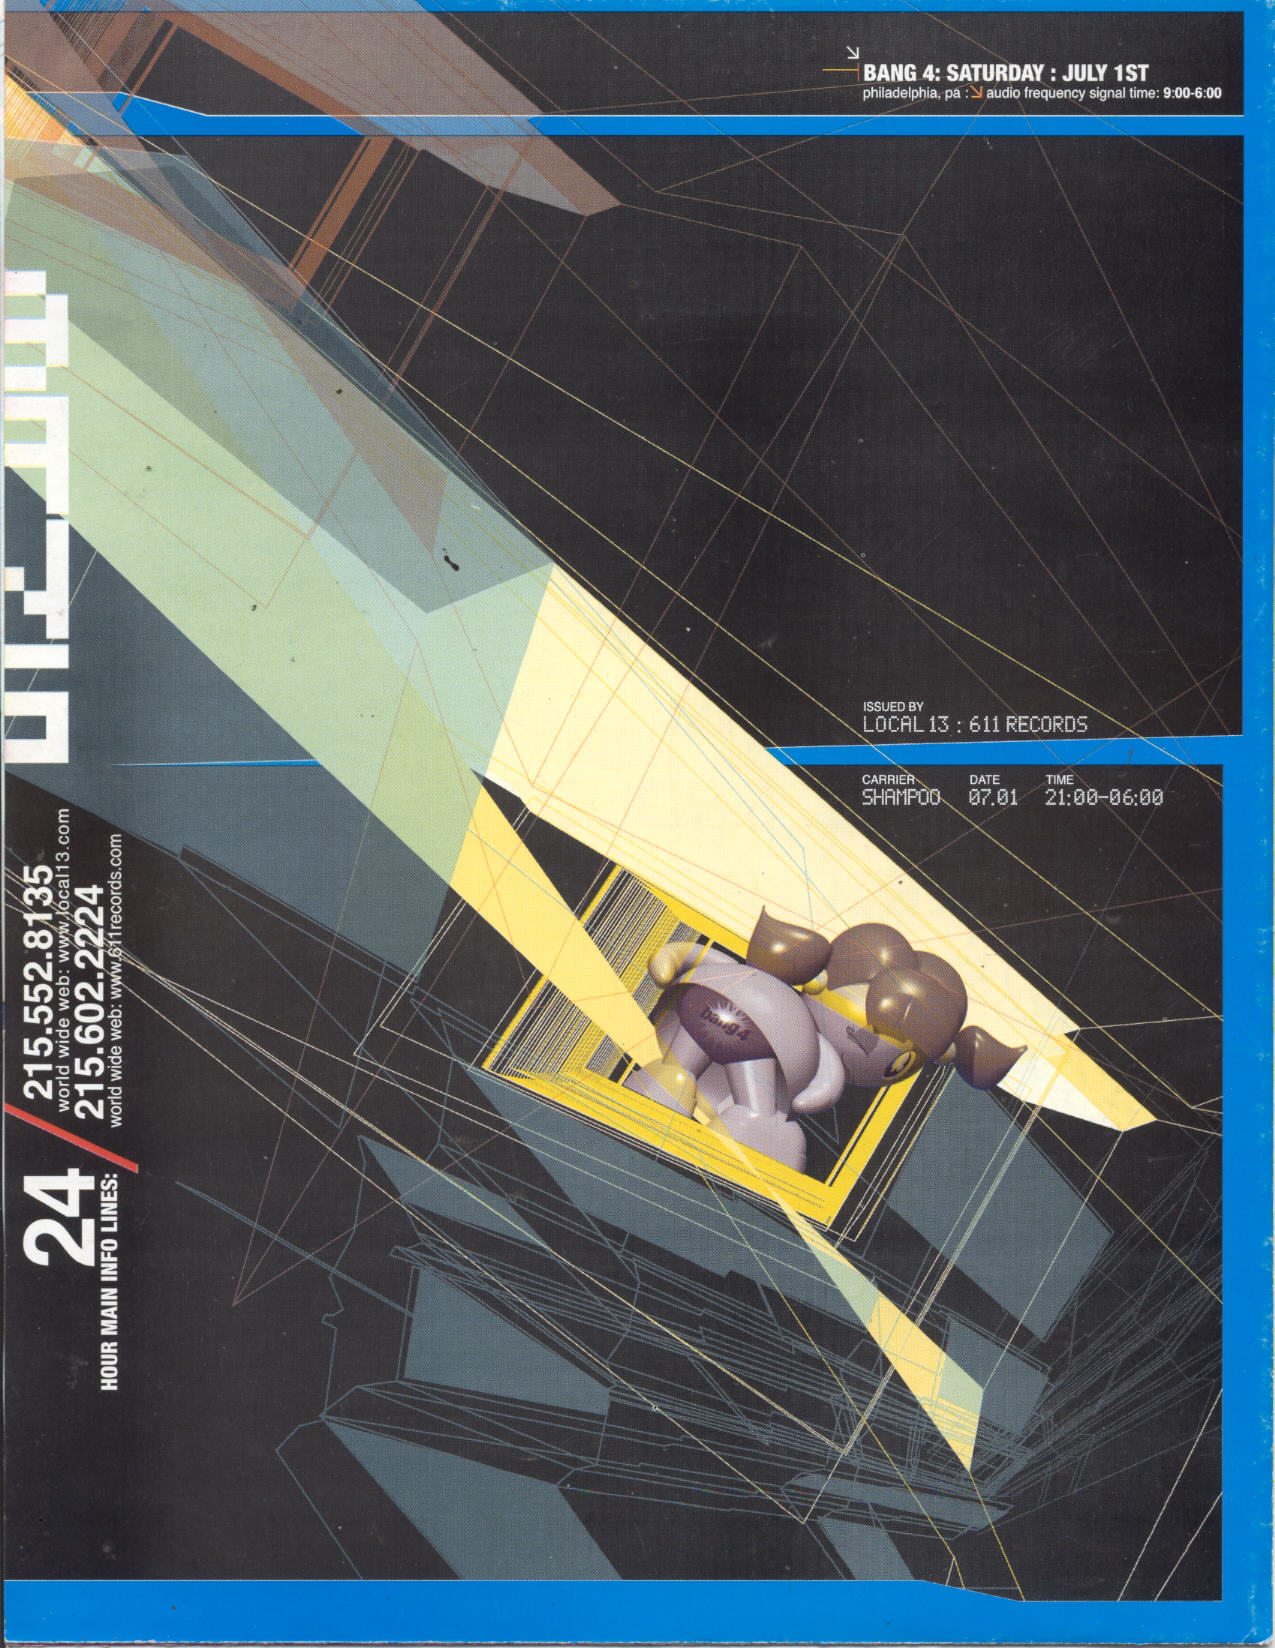 BANG 4: SATURDAY : JULY 1ST
philadelphia, pa : audio frequency signal time: 9:00-6:00
ISSUED BY
LOCAL 13 : 611 RECORDS
CARRIER DATE TIME
SHAMPOO 07.01 21:00-06:00
bang.4
24
HOUR MAIN INFO LINES:
215.552.8135
world wide web: www.local13.com
215.602.2224
world wide web: www.611records.com